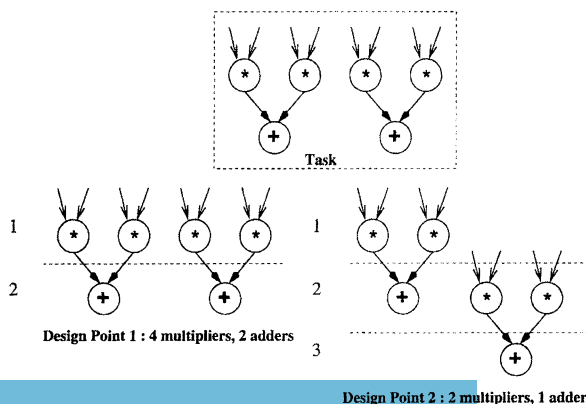 * * * *
+ +
Task
1 * * * *
2 + +
Design Point 1 : 4 multipliers, 2 adders
1 * *
2 + * *
3 +
Design Point 2 : 2 multipliers, 1 adder